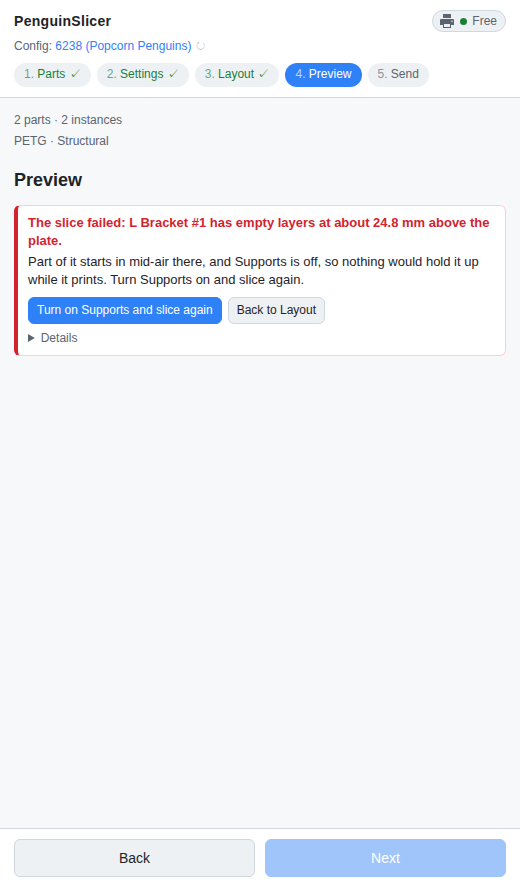 PenguinSlicer
Free
Config: 6238 (Popcorn Penguins)
1. Parts ✓
2. Settings ✓
3. Layout ✓
4. Preview
5. Send
2 parts · 2 instances
PETG · Structural
Preview
The slice failed: L Bracket #1 has empty layers at about 24.8 mm above the
plate.
Part of it starts in mid-air there, and Supports is off, so nothing would hold it up
while it prints. Turn Supports on and slice again.
Turn on Supports and slice again
Back to Layout
Details
Back
Next